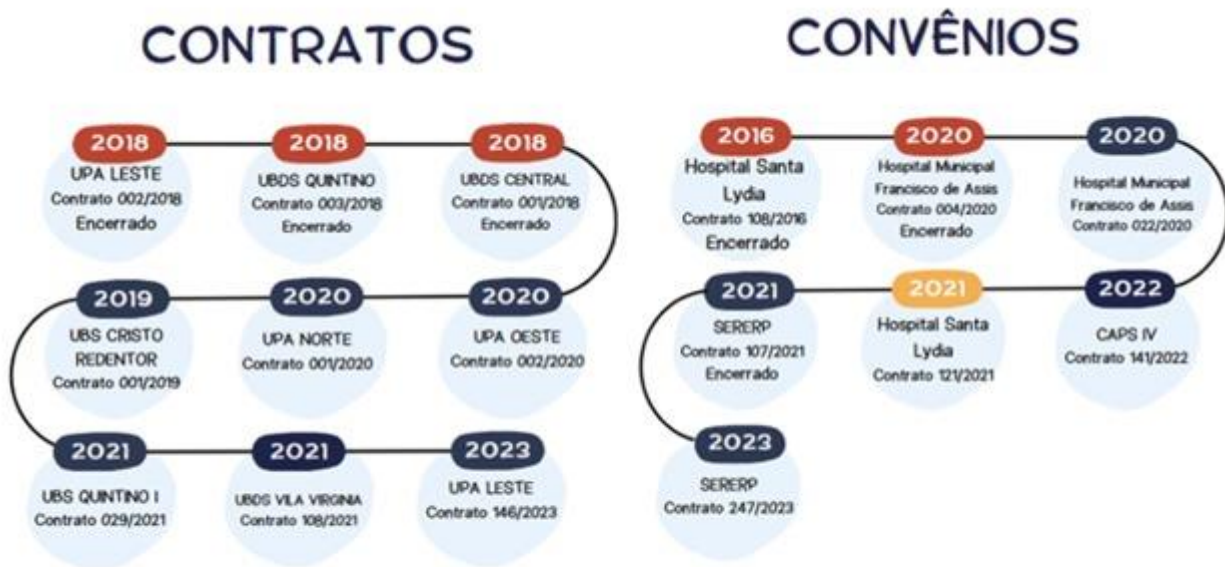 CONTRATOS
2018
UPA LESTE
Contrato 002/2018
Encerrado
2018
UBDS QUINTINO
Contrato 003/2018
Encerrado
2018
UBDS CENTRAL
Contrato 001/2018
Encerrado
2019
UBS CRISTO
REDENTOR
Contrato 001/2019
2020
UPA NORTE
Contrato 001/2020
2020
UPA OESTE
Contrato 002/2020
2021
UBS QUINTINO I
Contrato 029/2021
2021
UBDS VILA VIRGINIA
Contrato 108/2021
2023
UPA LESTE
Contrato 146/2023
CONVÊNIOS
2016
Hospital Santa
Lydia
Contrato 108/2016
Encerrado
2020
Hospital Municipal
Francisco de Assis
Contrato 004/2020
Encerrado
2020
Hospital Municipal
Francisco de Assis
Contrato 022/2020
2021
SERERP
Contrato 107/2021
Encerrado
2021
Hospital Santa
Lydia
Contrato 121/2021
2022
CAPS IV
Contrato 141/2022
2023
SERERP
Contrato 247/2023